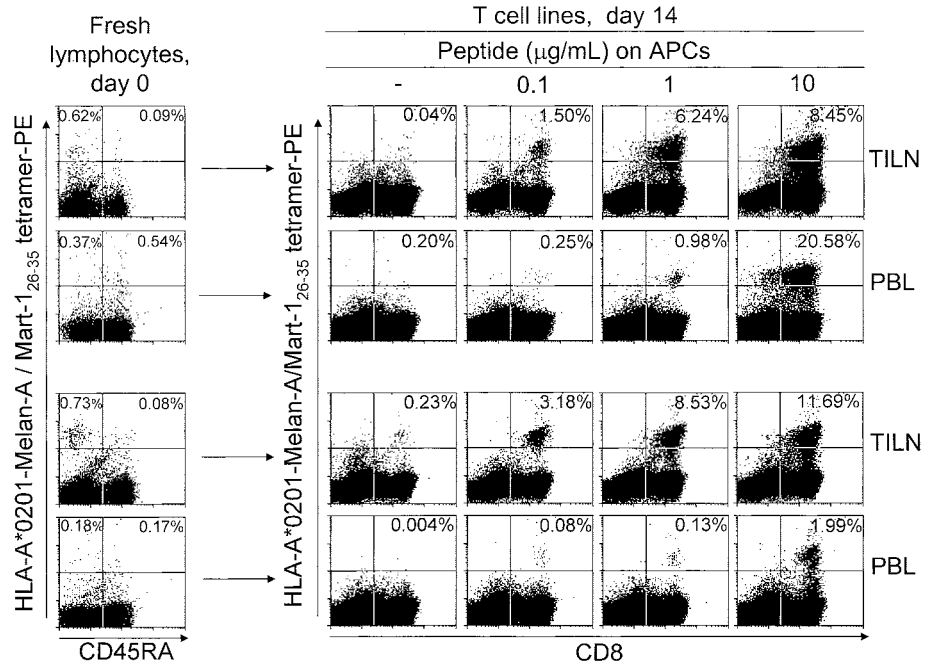 Fresh lymphocytes, day 0
T cell lines, day 14
Peptide (μg/mL) on APCs
- 0.1 1 10
HLA-A*0201-Melan-A / Mart-1₂₆₋₃₅ tetramer-PE
HLA-A*0201-Melan-A/Mart-1₂₆₋₃₅ tetramer-PE
0.62% 0.09% 0.04% 1.50% 6.24% 8.45% TILN
0.37% 0.54% 0.20% 0.25% 0.98% 20.58% PBL
0.73% 0.08% 0.23% 3.18% 8.53% 11.69% TILN
0.18% 0.17% 0.004% 0.08% 0.13% 1.99% PBL
CD45RA CD8